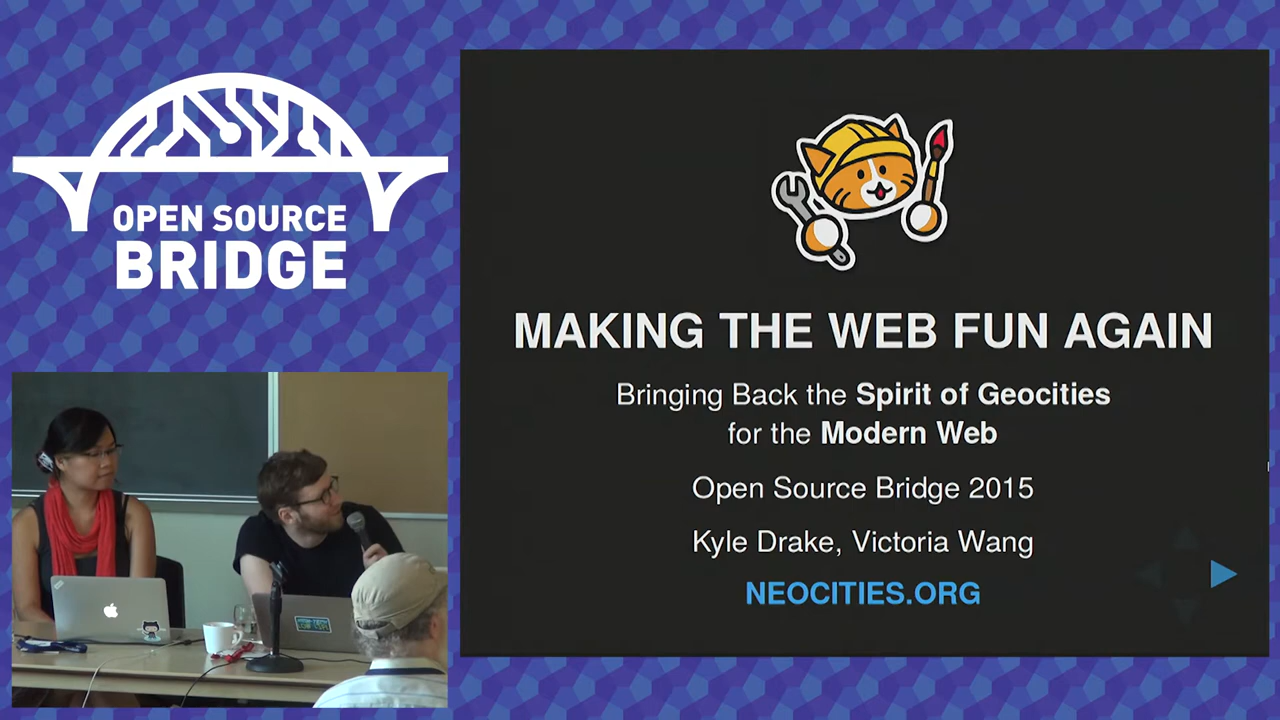 OPEN SOURCE
BRIDGE
MAKING THE WEB FUN AGAIN
Bringing Back the Spirit of Geocities
for the Modern Web
Open Source Bridge 2015
Kyle Drake, Victoria Wang
NEOCITIES.ORG